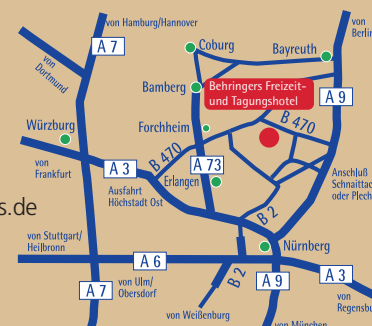 von Hamburg/Hannover
von
Berlin
A 7
Coburg
Bayreuth
von
Dortmund
Bamberg
Behringers Freizeit-
und Tagungshotel
A 9
Würzburg
Forchheim
B 470
B 470
von
Frankfurt
A 3
A 73
Erlangen
Anschluß
Schnaittac
oder Plech
Ausfahrt
Höchstadt Ost
s.de
B 2
von Stuttgart/
Heilbronn
Nürnberg
A 6
B 2
A 9
A 3
A 7
von Ulm/
Obersdorf
von
Regensbu
von Weißenburg
von München